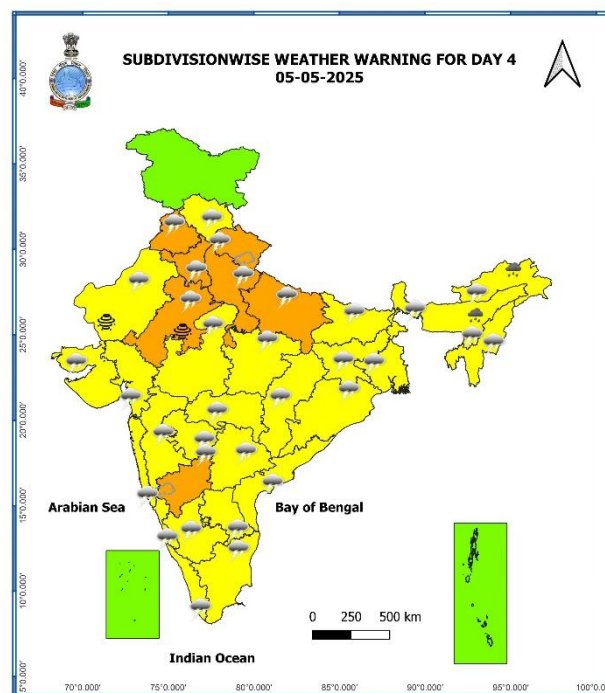 SUBDIVISIONWISE WEATHER WARNING FOR DAY 4
05-05-2025
40°0.000'
35°0.000'
30°0.000'
25°0.000'
20°0.000'
15°0.000'
10°0.000'
5°0.000'
Arabian Sea
Bay of Bengal
0 250 500 km
Indian Ocean
70°0.000' 75°0.000' 80°0.000' 85°0.000' 90°0.000' 95°0.000'